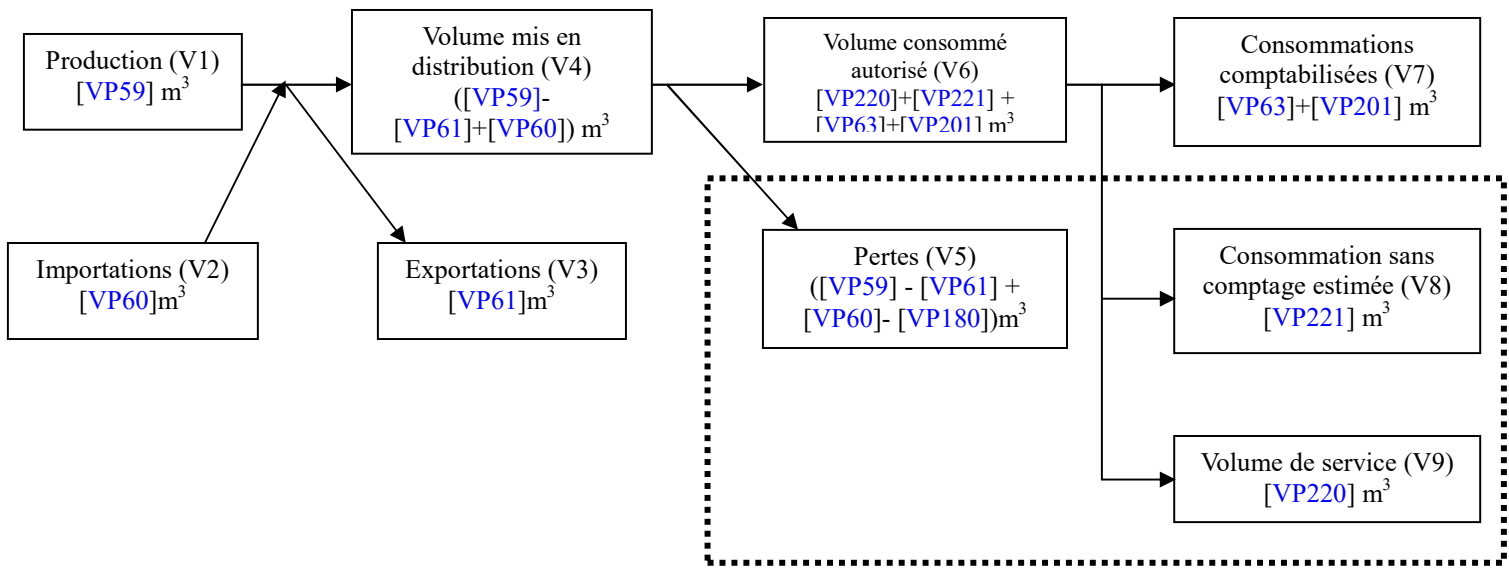 Production (V1)
[VP59] m³
Volume mis en
distribution (V4)
([VP59]-
[VP61]+[VP60]) m³
Volume consommé
autorisé (V6)
[VP220]+[VP221] +
[VP63]+[VP201] m³
Consommations
comptabilisées (V7)
[VP63]+[VP201] m³
Importations (V2)
[VP60]m³
Exportations (V3)
[VP61]m³
Pertes (V5)
([VP59] - [VP61] +
[VP60]- [VP180])m³
Consommation sans
comptage estimée (V8)
[VP221] m³
Volume de service (V9)
[VP220] m³